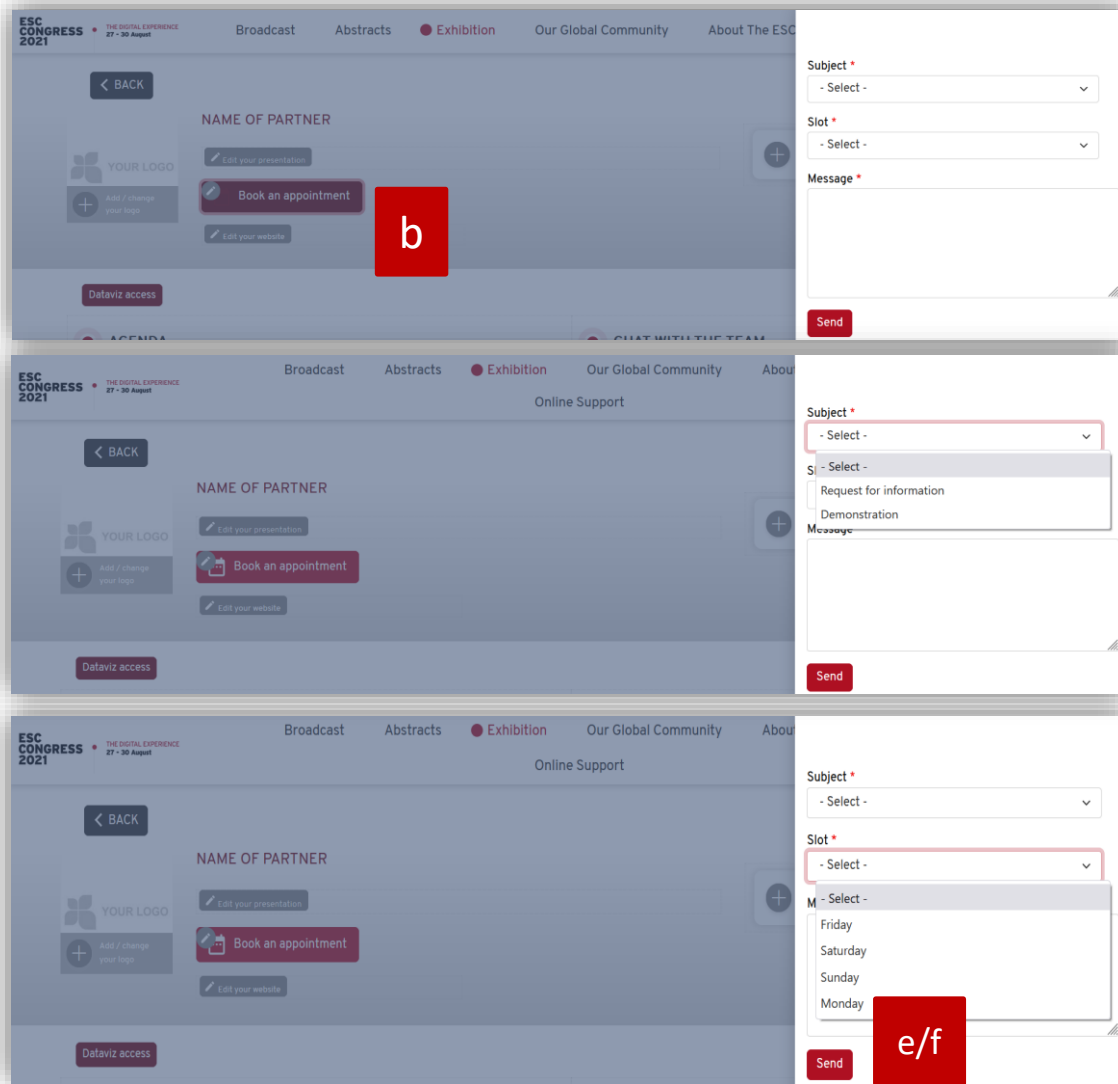 ESC
CONGRESS
2021
THE DIGITAL EXPERIENCE
27 - 30 August
Broadcast Abstracts Exhibition Our Global Community About The ESC
BACK
NAME OF PARTNER
YOUR LOGO
Edit your presentation
Add / change
your logo
Book an appointment
Edit your website
b
Dataviz access
AGENDA
CHAT WITH THE TEAM
Subject *
- Select -
Slot *
- Select -
Message *
Send
ESC
CONGRESS
2021
THE DIGITAL EXPERIENCE
27 - 30 August
Broadcast Abstracts Exhibition Our Global Community Abou
Online Support
BACK
NAME OF PARTNER
YOUR LOGO
Edit your presentation
Add / change
your logo
Book an appointment
Edit your website
Dataviz access
Subject *
- Select -
- Select -
Request for information
Demonstration
Message
Send
ESC
CONGRESS
2021
THE DIGITAL EXPERIENCE
27 - 30 August
Broadcast Abstracts Exhibition Our Global Community Abou
Online Support
BACK
NAME OF PARTNER
YOUR LOGO
Edit your presentation
Add / change
your logo
Book an appointment
Edit your website
Dataviz access
Subject *
- Select -
Slot *
- Select -
- Select -
Friday
Saturday
Sunday
Monday
e/f
Send